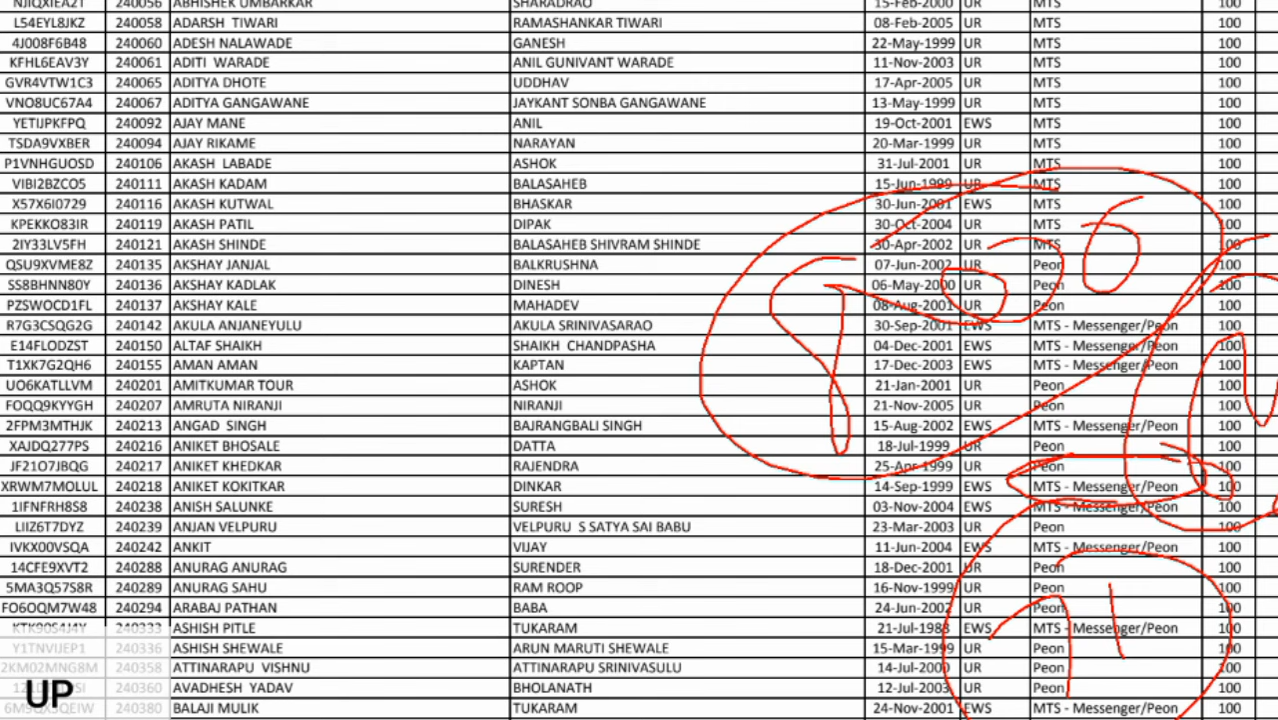 240056 ABHISHEK UMBARKAR SHARADRAO 15-Feb-2000 UR MTS 100
L54EYL8JKZ 240058 ADARSH TIWARI RAMASHANKAR TIWARI 08-Feb-2005 UR MTS 100
4J008F6B48 240060 ADESH NALAWADE GANESH 22-May-1999 UR MTS 100
KFHL6EAV3Y 240061 ADITI WARADE ANIL GUNIVANT WARADE 11-Nov-2003 UR MTS 100
GVR4VTW1C3 240065 ADITYA DHOTE UDDHAV 17-Apr-2005 UR MTS 100
VNO8UC67A4 240067 ADITYA GANGAWANE JAYKANT SONBA GANGAWANE 13-May-1999 UR MTS 100
YETIJPKFPQ 240092 AJAY MANE ANIL 19-Oct-2001 EWS MTS 100
TSDA9VXBER 240094 AJAY RIKAME NARAYAN 20-Mar-1999 UR MTS 100
P1VNHGUOSD 240106 AKASH LABADE ASHOK 31-Jul-2001 UR MTS 100
VIBI2BZCO5 240111 AKASH KADAM BALASAHEB 15-Jun-1999 UR MTS 100
X57X6I0729 240116 AKASH KUTWAL BHASKAR 30-Jun-2001 EWS MTS 100
KPEKKO83IR 240119 AKASH PATIL DIPAK 30-Oct-2004 UR MTS 100
2IY33LV5FH 240121 AKASH SHINDE BALASAHEB SHIVRAM SHINDE 30-Apr-2002 UR MTS 100
QSU9XVME8Z 240135 AKSHAY JANJAL BALKRUSHNA 07-Jun-2002 UR Peon 100
SS8BHNN80Y 240136 AKSHAY KADLAK DINESH 06-May-2000 UR Peon 100
PZSWOCD1FL 240137 AKSHAY KALE MAHADEV 08-Aug-2001 UR Peon 100
R7G3CSQG2G 240142 AKULA ANJANEYULU AKULA SRINIVASARAO 30-Sep-2001 EWS MTS - Messenger/Peon 100
E14FLODZST 240150 ALTAF SHAIKH SHAIKH CHANDPASHA 04-Dec-2001 EWS MTS - Messenger/Peon 100
T1XK7G2QH6 240155 AMAN AMAN KAPTAN 17-Dec-2003 EWS MTS - Messenger/Peon 100
UO6KATLLVM 240201 AMITKUMAR TOUR ASHOK 21-Jan-2001 UR Peon 100
FOQQ9KYYGH 240207 AMRUTA NIRANJI NIRANJI 21-Nov-2005 UR Peon 100
2FPM3MTHJK 240213 ANGAD SINGH BAJRANGBALI SINGH 15-Aug-2002 EWS MTS - Messenger/Peon 100
XAJDQ277PS 240216 ANIKET BHOSALE DATTA 18-Jul-1999 UR Peon 100
JF21O7JBQG 240217 ANIKET KHEDKAR RAJENDRA 25-Apr-1999 UR Peon 100
XRWM7MOLUL 240218 ANIKET KOKITKAR DINKAR 14-Sep-1999 EWS MTS - Messenger/Peon 100
1IFNFRH8S8 240238 ANISH SALUNKE SURESH 03-Nov-2004 EWS MTS - Messenger/Peon 100
LIIZ6T7DYZ 240239 ANJAN VELPURU VELPURU S SATYA SAI BABU 23-Mar-2003 UR Peon 100
IVKX00VSQA 240242 ANKIT VIJAY 11-Jun-2004 EWS MTS - Messenger/Peon 100
14CFE9XVT2 240288 ANURAG ANURAG SURENDER 18-Dec-2001 UR Peon 100
5MA3Q57S8R 240289 ANURAG SAHU RAM ROOP 16-Nov-1999 UR Peon 100
FO6OQM7W48 240294 ARABAJ PATHAN BABA 24-Jun-2002 UR Peon 100
240333 ASHISH PITLE TUKARAM 21-Jul-1988 EWS MTS - Messenger/Peon 100
Y1TNVIJEP1 240336 ASHISH SHEWALE ARUN MARUTI SHEWALE 15-Mar-1999 UR Peon 100
2KM02MNG8M 240358 ATTINARAPU VISHNU ATTINARAPU SRINIVASULU 14-Jul-2000 UR Peon 100
240360 AVADHESH YADAV BHOLANATH 12-Jul-2003 UR Peon 100
240380 BALAJI MULIK TUKARAM 24-Nov-2001 EWS MTS - Messenger/Peon 100
UP